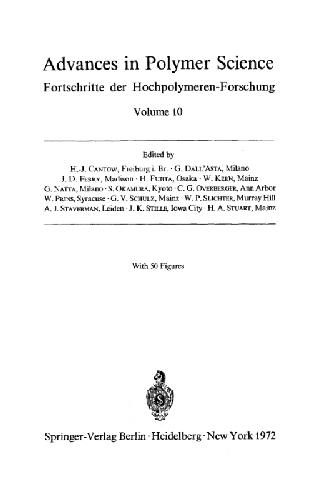 Advances in Polymer Science
Fortschritte der Hochpolymeren-Forschung
Volume 10
Edited by
H.-J. CANTOW, Freiburg i. Br. · G. DALL'ASTA, Milano
J. D. FERRY, Madison · H. FUJITA, Osaka · W. KERN, Mainz
G. NATTA, Milano · S. OKAMURA, Kyoto · C. G. OVERBERGER, Ann Arbor
W. PRINS, Syracuse · G. V. SCHULZ, Mainz · W. P. SLICHTER, Murray Hill
A. J. STAVERMAN, Leiden · J. K. STILLE, Iowa City · H. A. STUART, Mainz
With 50 Figures
Springer-Verlag Berlin · Heidelberg · New York 1972